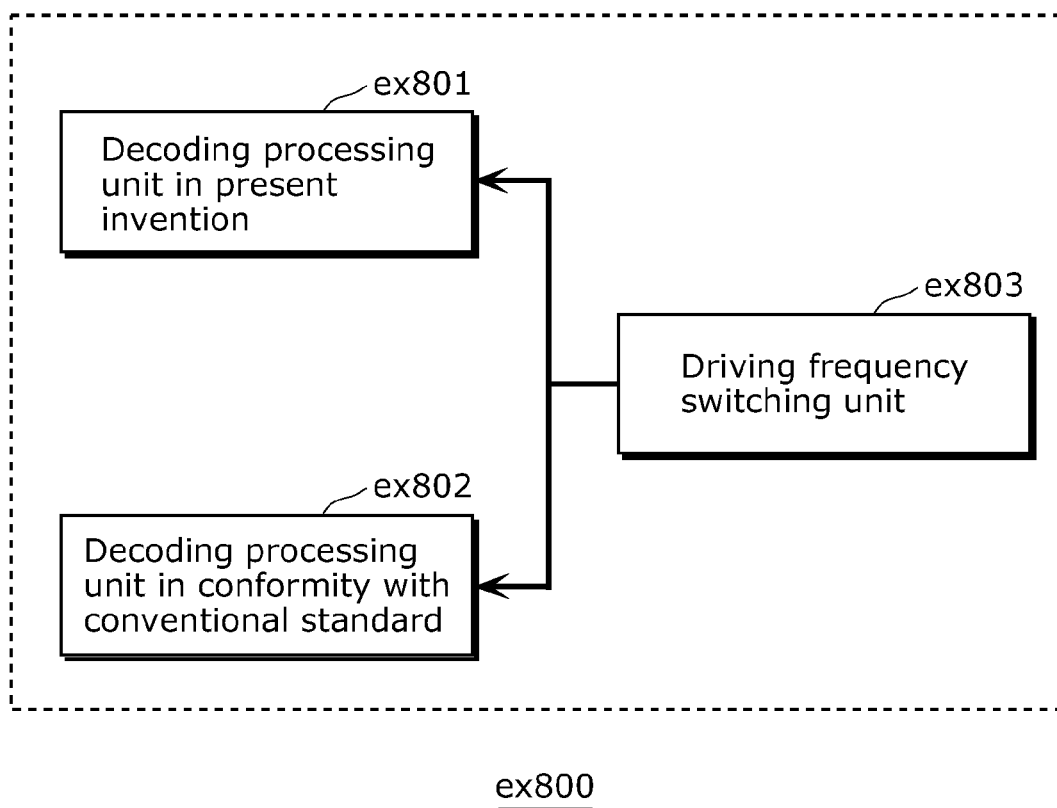 ex801
Decoding processing
unit in present
invention
ex803
Driving frequency
switching unit
ex802
Decoding processing
unit in conformity with
conventional standard
ex800